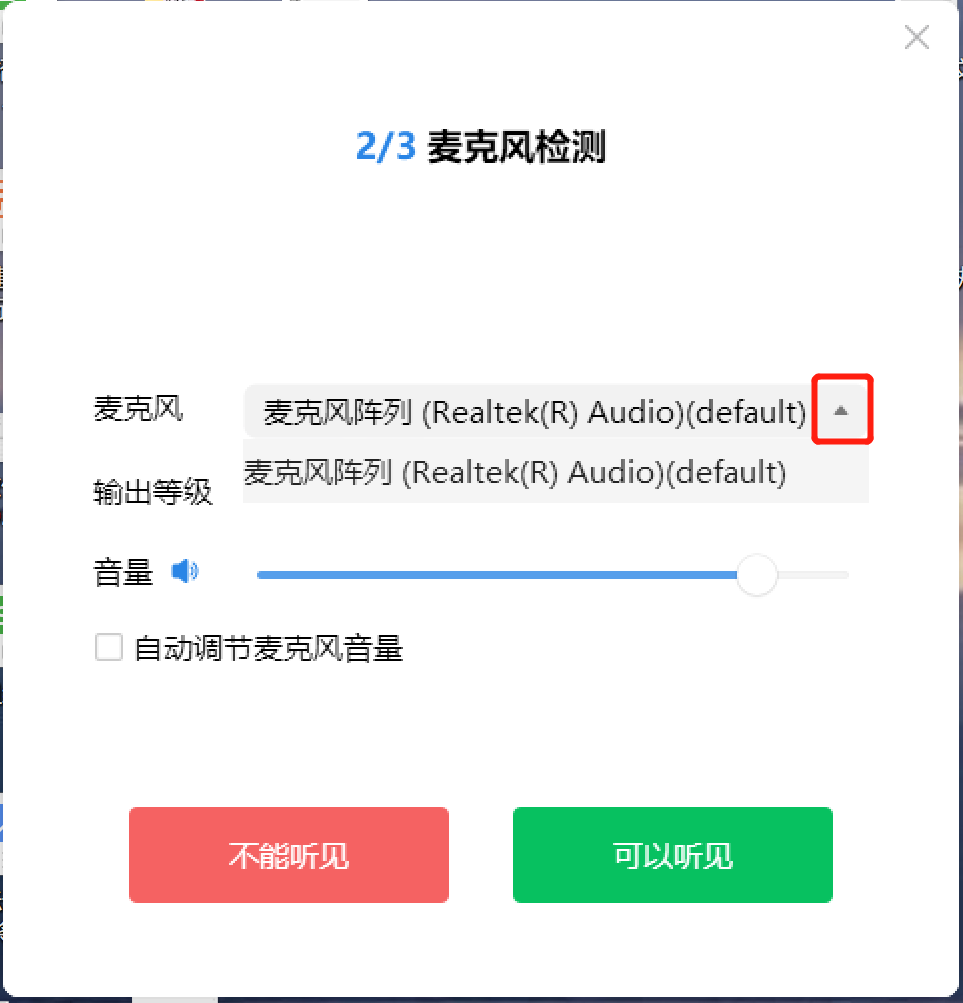 2/3 麦克风检测
麦克风
麦克风阵列 (Realtek(R) Audio)(default)
麦克风阵列 (Realtek(R) Audio)(default)
输出等级
音量
自动调节麦克风音量
不能听见
可以听见